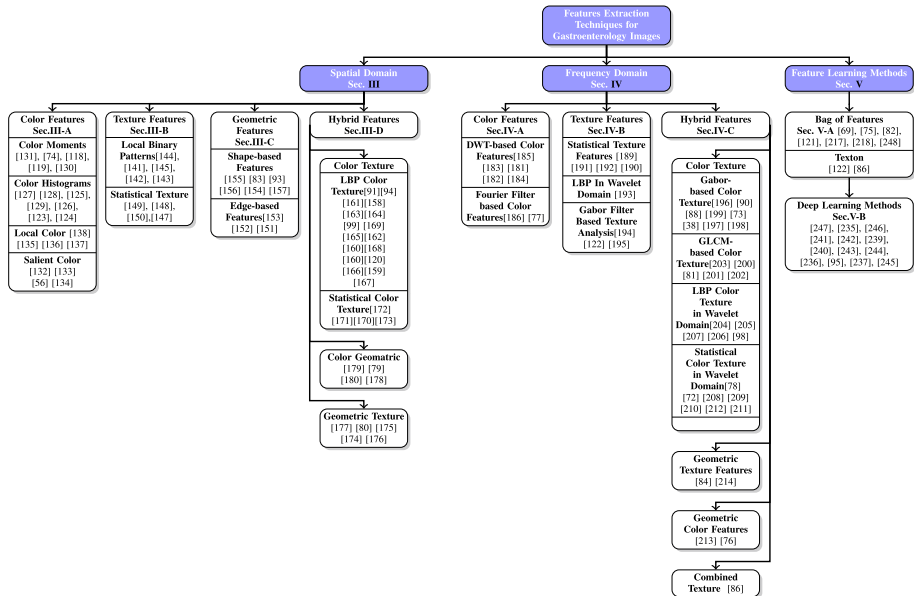 Features Extraction
Techniques for
Gastroenterology Images
Spatial Domain
Sec. III
Frequency Domain
Sec. IV
Feature Learning Methods
Sec. V
Color Features
Sec.III-A
Color Moments
[131], [74], [118],
[119], [130]
Color Histograms
[127] [128], [125],
[129], [126],
[123], [124]
Local Color [138]
[135] [136] [137]
Salient Color
[132] [133]
[56] [134]
Texture Features
Sec.III-B
Local Binary
Patterns[144],
[141], [145],
[142], [143]
Statistical Texture
[149], [148],
[150],[147]
Geometric
Features
Sec.III-C
Shape-based
Features
[155] [83] [93]
[156] [154] [157]
Edge-based
Features[153]
[152] [151]
Hybrid Features
Sec.III-D
Color Texture
LBP Color
Texture[91][94]
[161][158]
[163][164]
[99] [169]
[165][162]
[160][168]
[160][120]
[166][159]
[167]
Statistical Color
Texture[172]
[171][170][173]
Color Geomatric
[179] [79]
[180] [178]
Geometric Texture
[177] [80] [175]
[174] [176]
Color Features
Sec.IV-A
DWT-based Color
Features[185]
[183] [181]
[182] [184]
Fourier Filter
based Color
Features[186] [77]
Texture Features
Sec.IV-B
Statistical Texture
Features [189]
[191] [192] [190]
LBP In Wavelet
Domain [193]
Gabor Filter
Based Texture
Analysis[194]
[122] [195]
Hybrid Features
Sec.IV-C
Color Texture
Gabor-
based Color
Texture[196] [90]
[88] [199] [73]
[38] [197] [198]
GLCM-
based Color
Texture[203] [200]
[81] [201] [202]
LBP Color
Texture
in Wavelet
Domain[204] [205]
[207] [206] [98]
Statistical
Color Texture
in Wavelet
Domain[78]
[72] [208] [209]
[210] [212] [211]
Geometric
Texture Features
[84] [214]
Geometric
Color Features
[213] [76]
Combined
Texture [86]
Bag of Features
Sec. V-A [69], [75], [82],
[121], [217], [218], [248]
Texton
[122] [86]
Deep Learning Methods
Sec.V-B
[247], [235], [246],
[241], [242], [239],
[240], [243], [244],
[236], [95], [237], [245]